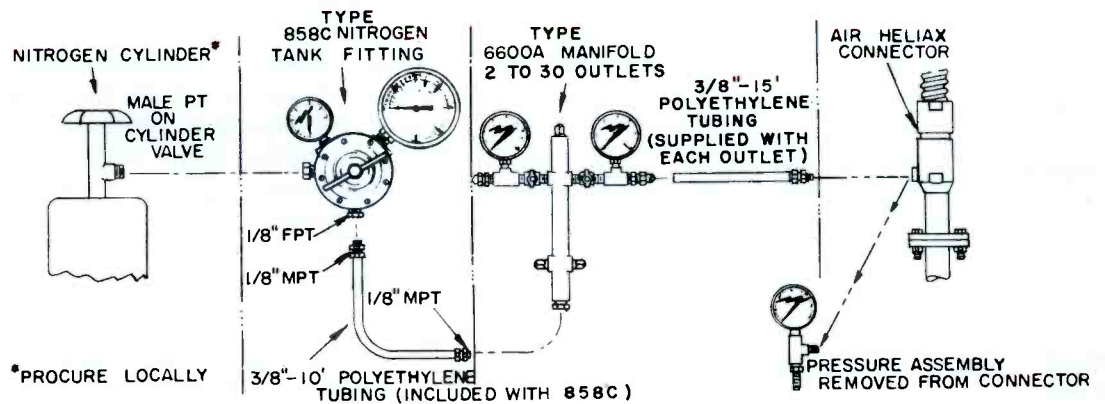 NITROGEN CYLINDER*
MALE PT
ON
CYLINDER
VALVE
*PROCURE LOCALLY
TYPE
858C NITROGEN
TANK FITTING
1/8" FPT
1/8" MPT
1/8" MPT
3/8"-10' POLYETHYLENE
TUBING (INCLUDED WITH 858C)
TYPE
6600A MANIFOLD
2 TO 30 OUTLETS
3/8"-15'
POLYETHYLENE
TUBING
(SUPPLIED WITH
EACH OUTLET)
AIR HELIAX
CONNECTOR
PRESSURE ASSEMBLY
REMOVED FROM CONNECTOR